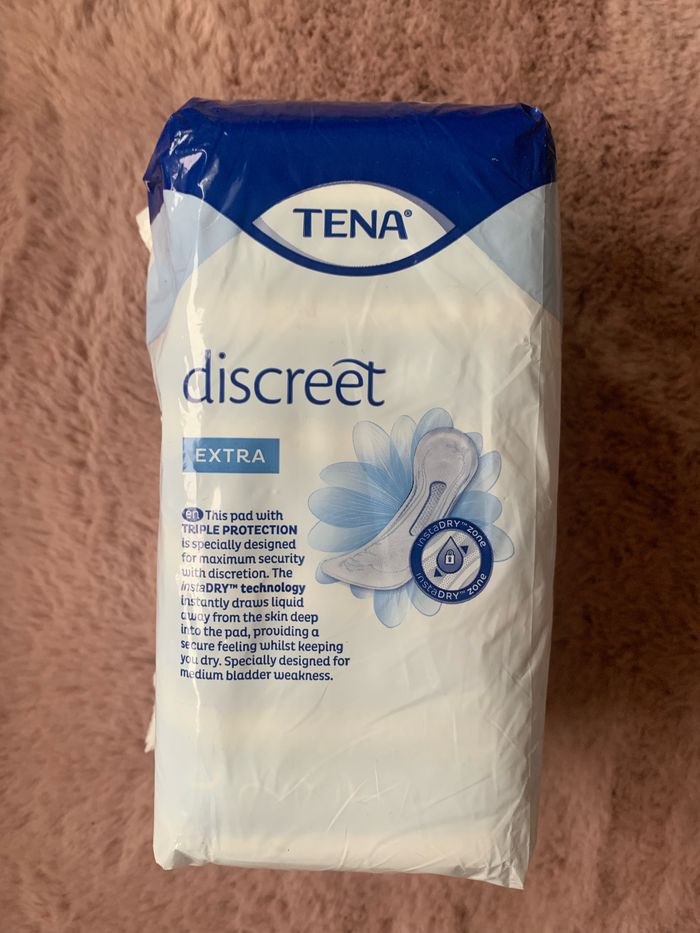 TENA®
discreet
EXTRA
en This pad with
TRIPLE PROTECTION
is specially designed
for maximum security
with discretion. The
instaDRY™ technology
instantly draws liquid
away from the skin deep
into the pad, providing a
secure feeling whilst keeping
you dry. Specially designed for
medium bladder weakness.
instaDRY™ zone
instaDRY™ zone